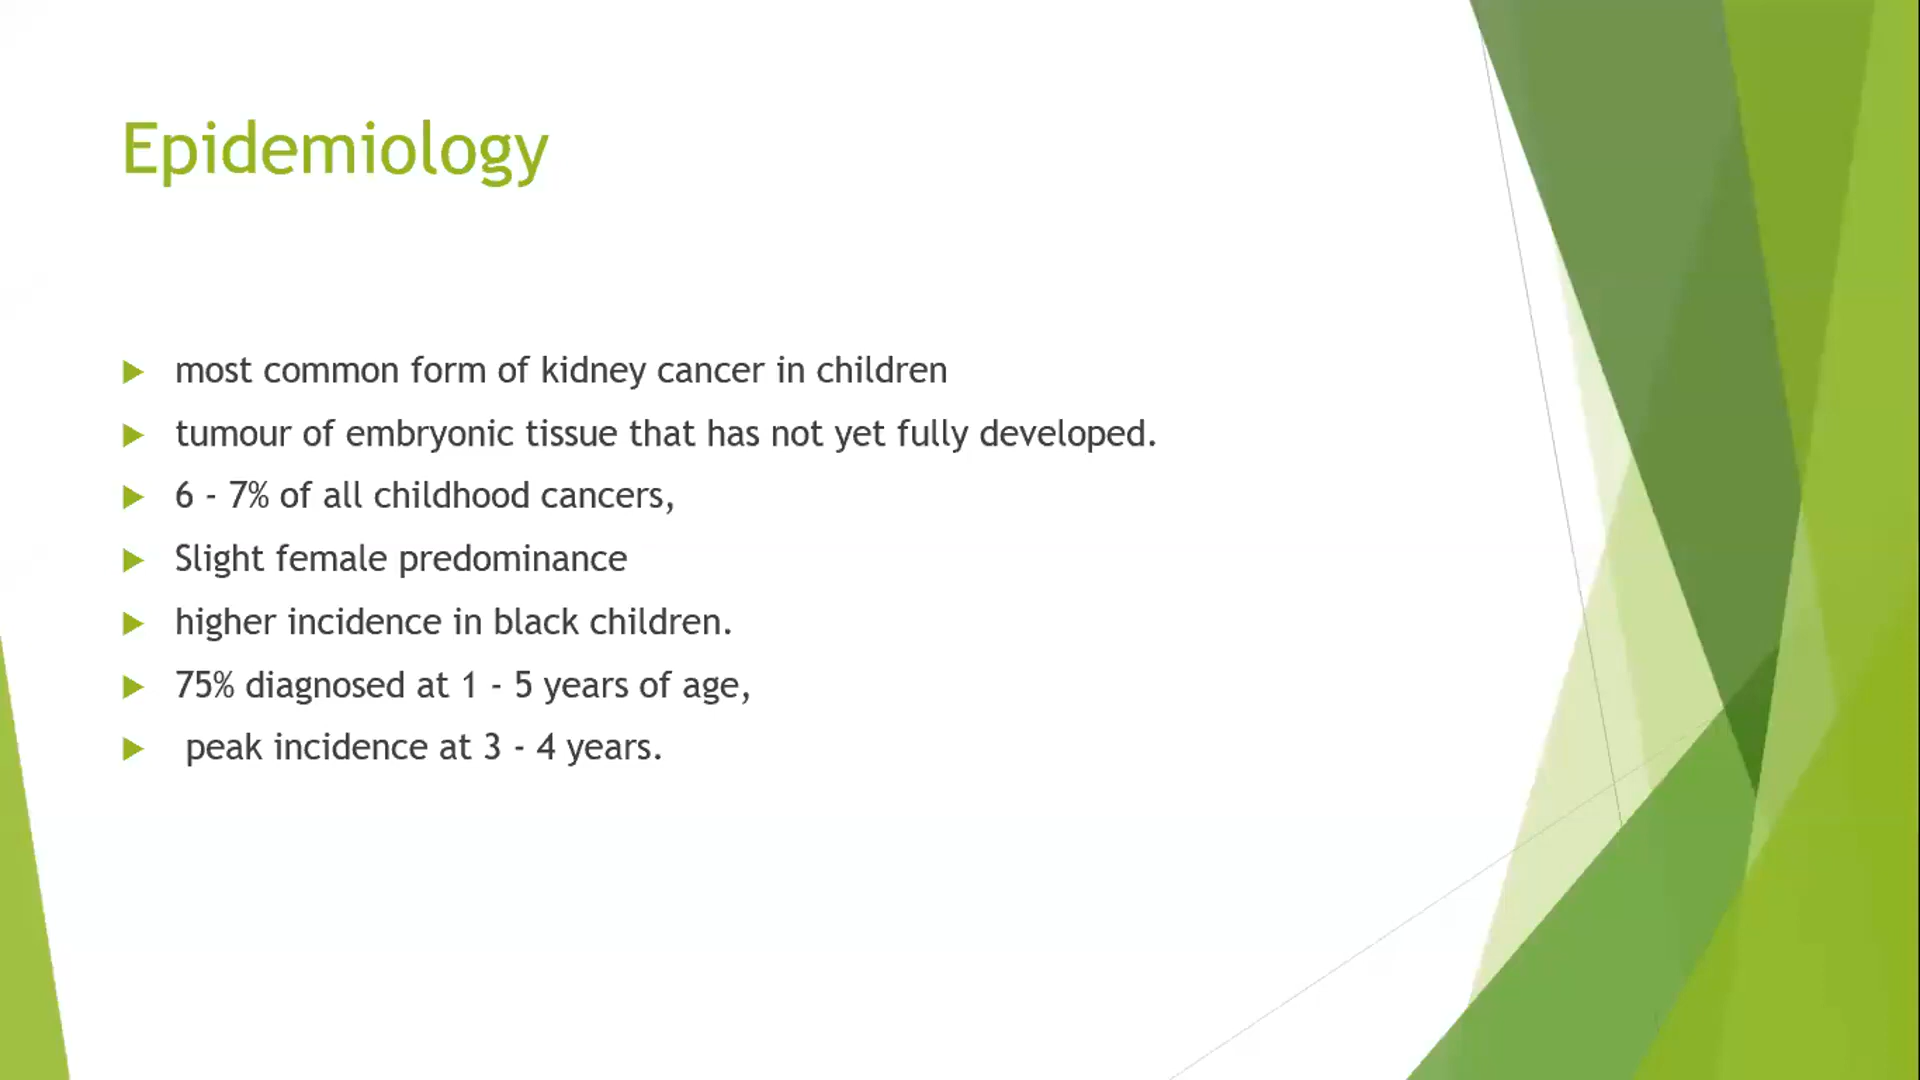 Epidemiology
most common form of kidney cancer in children
tumour of embryonic tissue that has not yet fully developed.
6 - 7% of all childhood cancers,
Slight female predominance
higher incidence in black children.
75% diagnosed at 1 - 5 years of age,
peak incidence at 3 - 4 years.